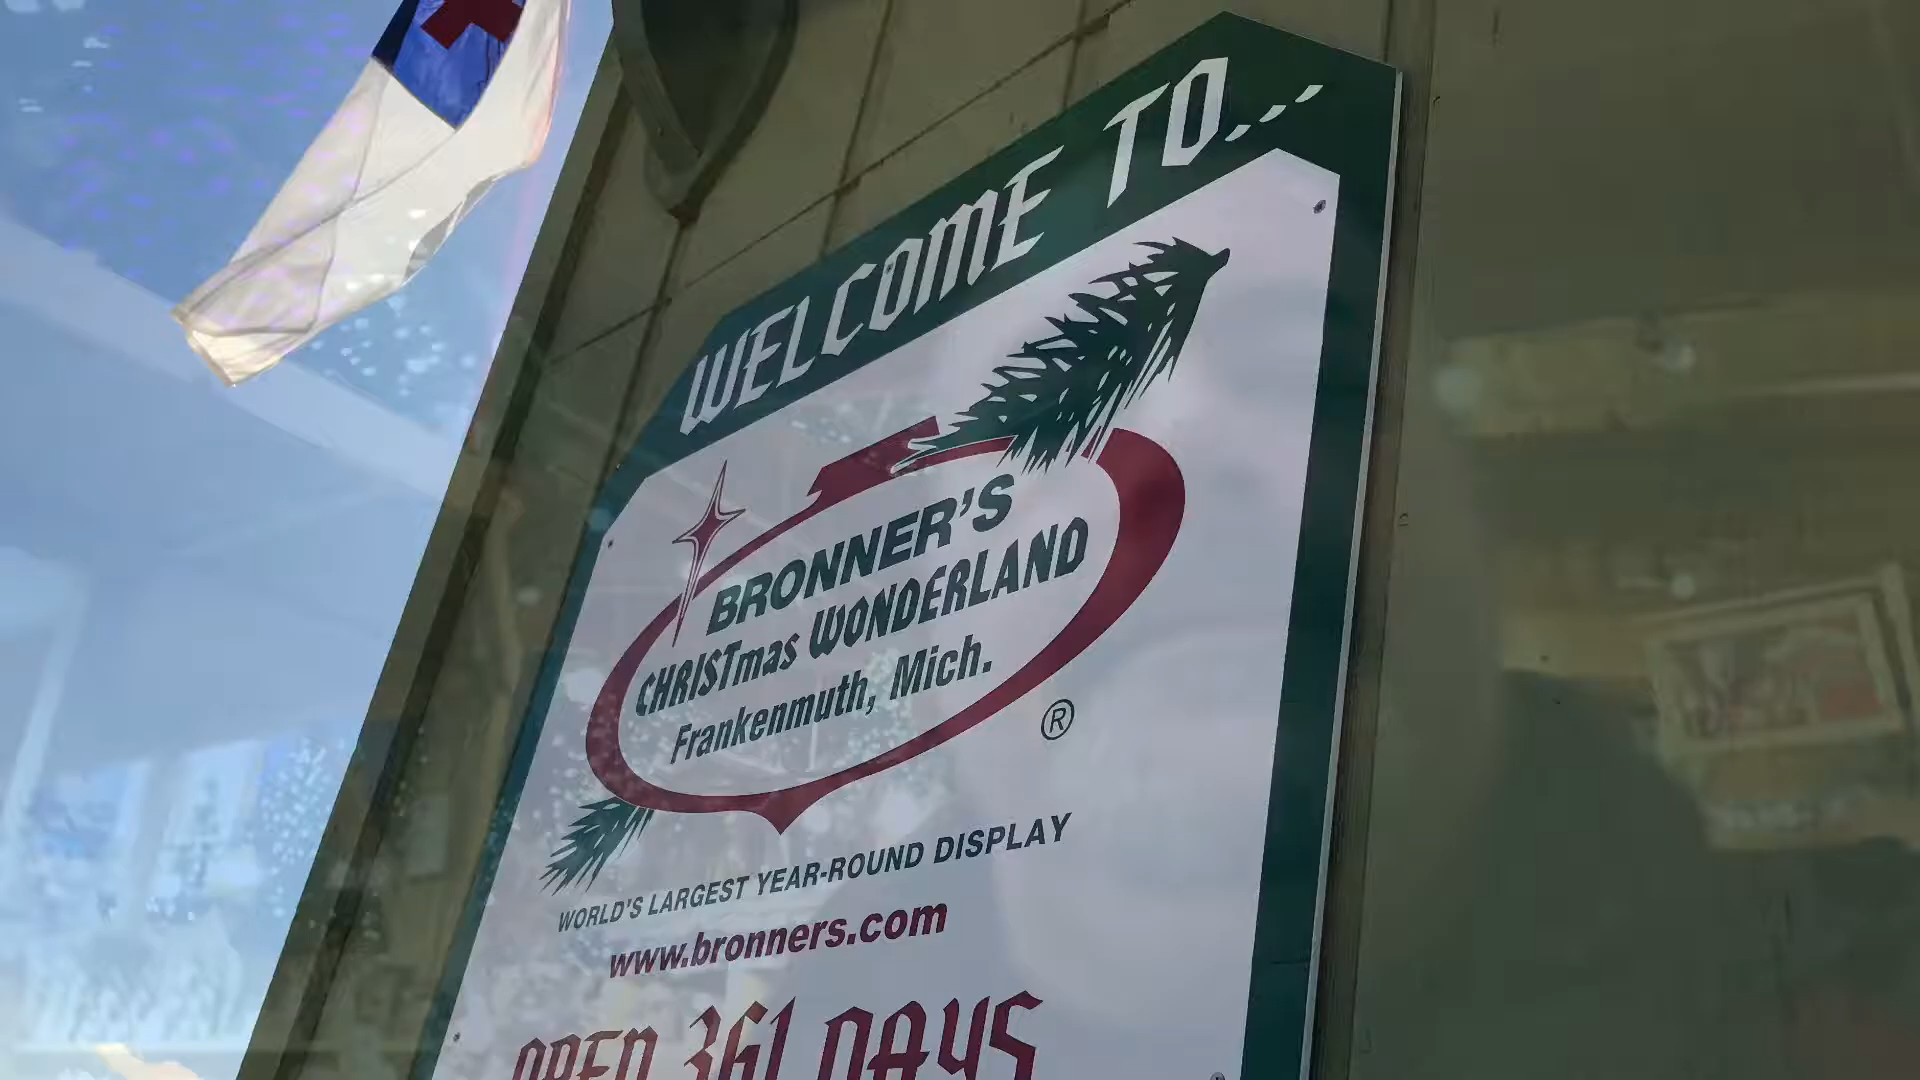 WELCOME TO...
BRONNER'S
CHRISTmas WONDERLAND
Frankenmuth, Mich.
®
WORLD'S LARGEST YEAR-ROUND DISPLAY
www.bronners.com
OPEN 361 DAYS